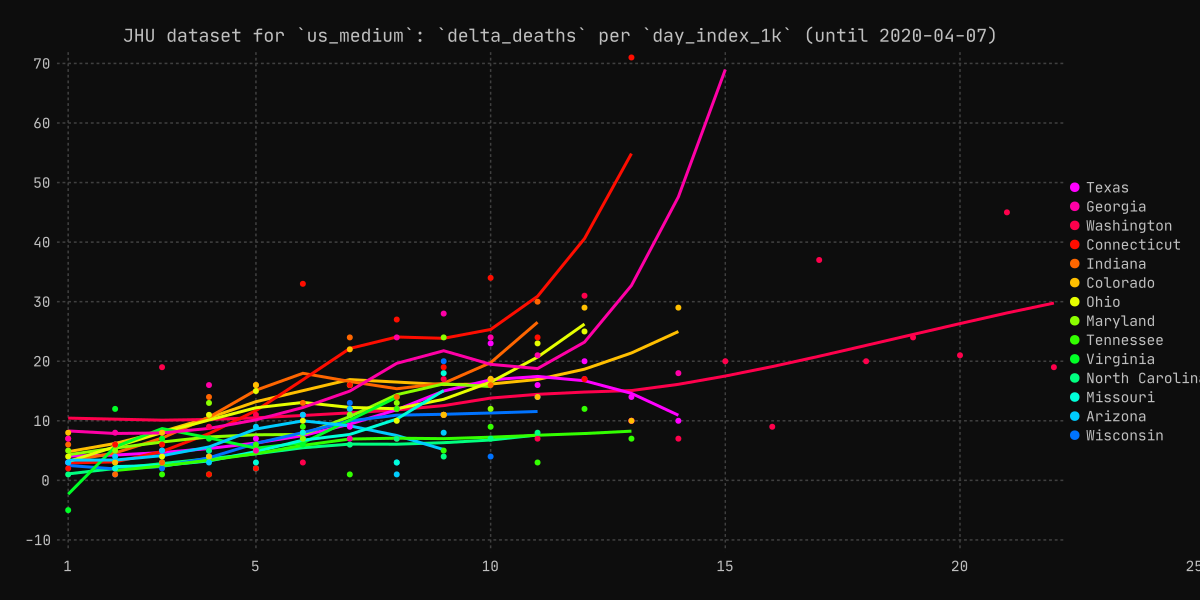 JHU dataset for `us_medium`: `delta_deaths` per `day_index_1k` (until 2020-04-07)
70
60
50
40
30
20
10
0
-10
1
5
10
15
20
25
Texas
Georgia
Washington
Connecticut
Indiana
Colorado
Ohio
Maryland
Tennessee
Virginia
North Carolina
Missouri
Arizona
Wisconsin